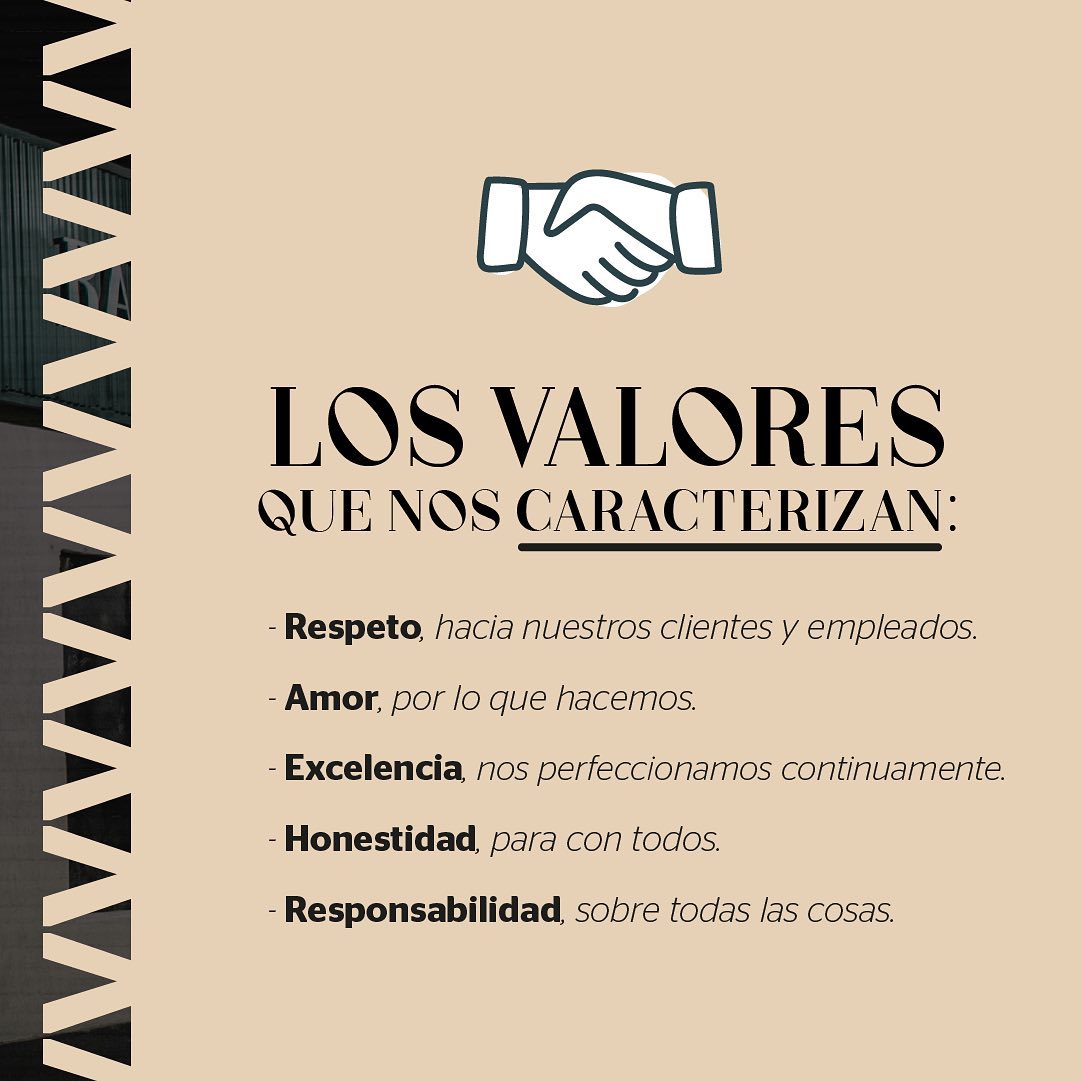 LOS VALORES
QUE NOS CARACTERIZAN:
- Respeto, hacia nuestros clientes y empleados.
- Amor, por lo que hacemos.
- Excelencia, nos perfeccionamos continuamente.
- Honestidad, para con todos.
- Responsabilidad, sobre todas las cosas.